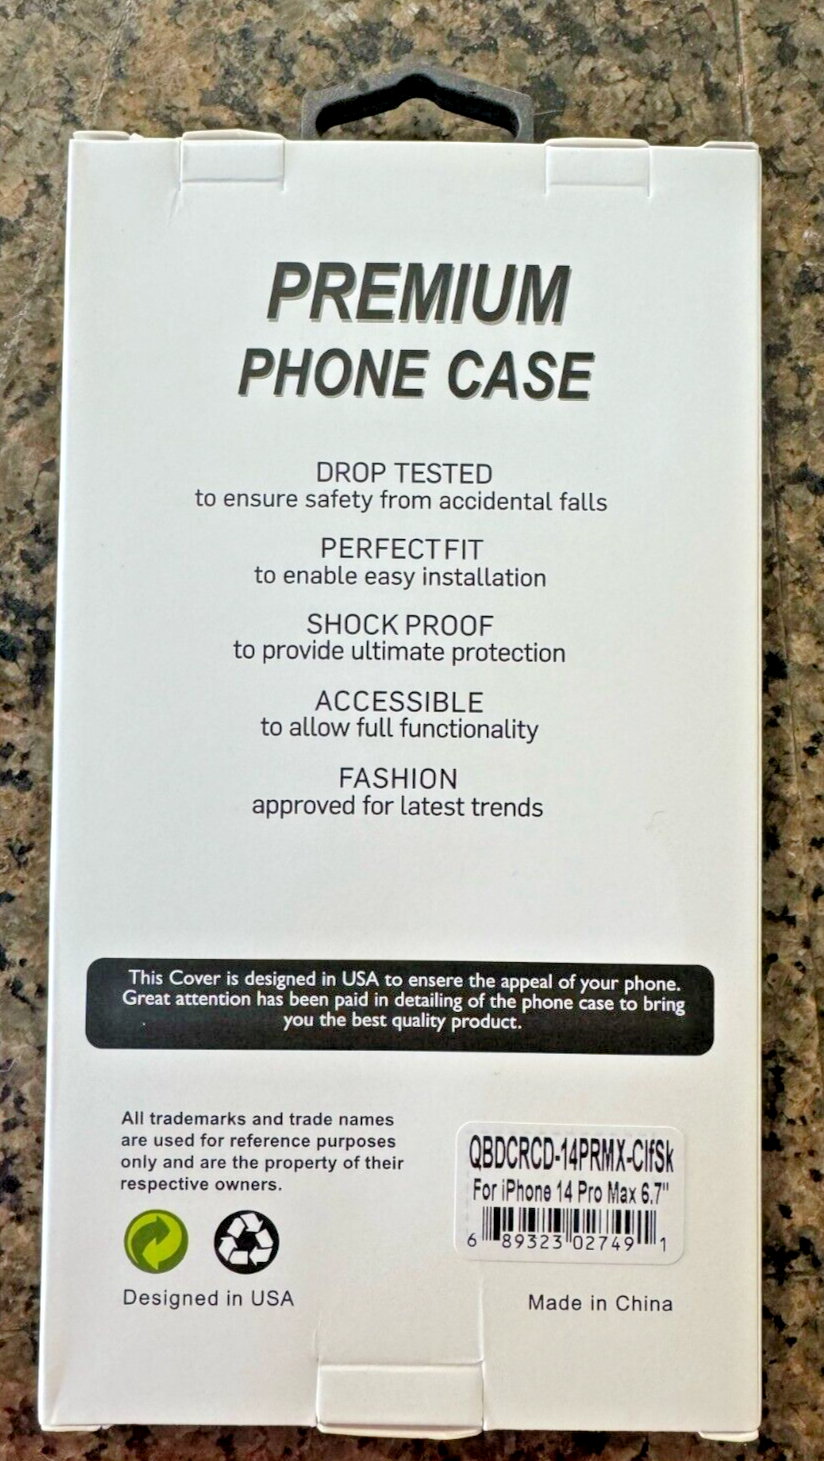 PREMIUM
PHONE CASE
DROP TESTED
to ensure safety from accidental falls
PERFECT FIT
to enable easy installation
SHOCK PROOF
to provide ultimate protection
ACCESSIBLE
to allow full functionality
FASHION
approved for latest trends
This Cover is designed in USA to ensere the appeal of your phone.
Great attention has been paid in detailing of the phone case to bring
you the best quality product.
All trademarks and trade names
are used for reference purposes
only and are the property of their
respective owners.
Designed in USA
QBDCRCD-14PRMX-ClfSk
For iPhone 14 Pro Max 6.7"
6 89323 02749 1
Made in China